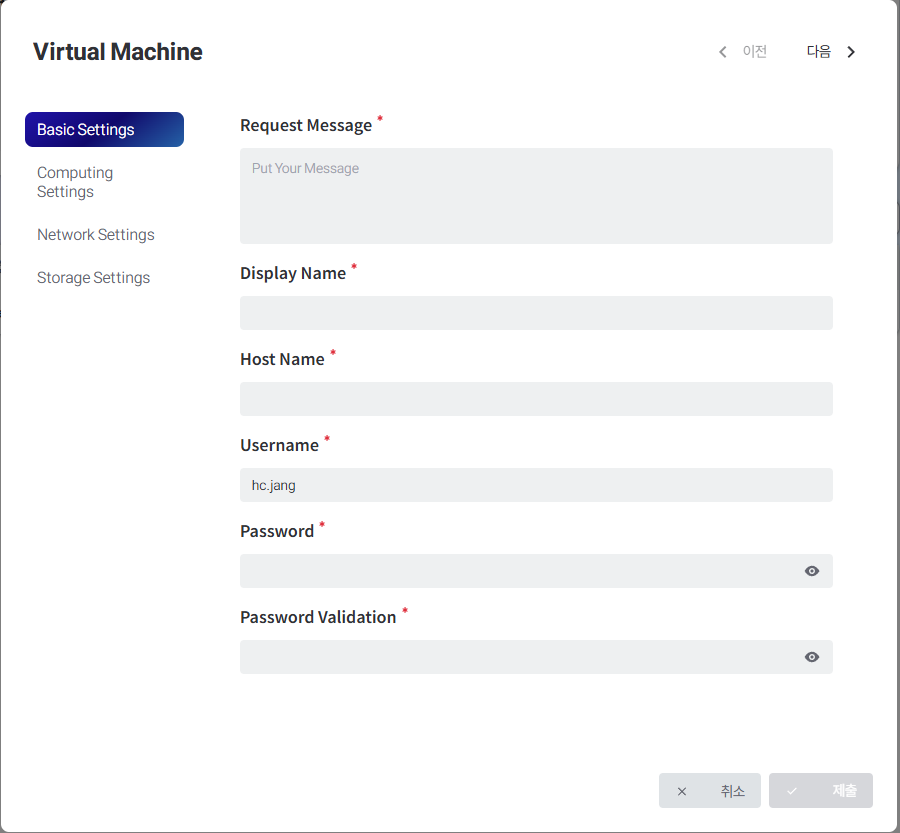 Virtual Machine
이전
다음
Basic Settings
Computing
Settings
Network Settings
Storage Settings
Request Message *
Put Your Message
Display Name *
Host Name *
Username *
hc.jang
Password *
Password Validation *
취소
제출